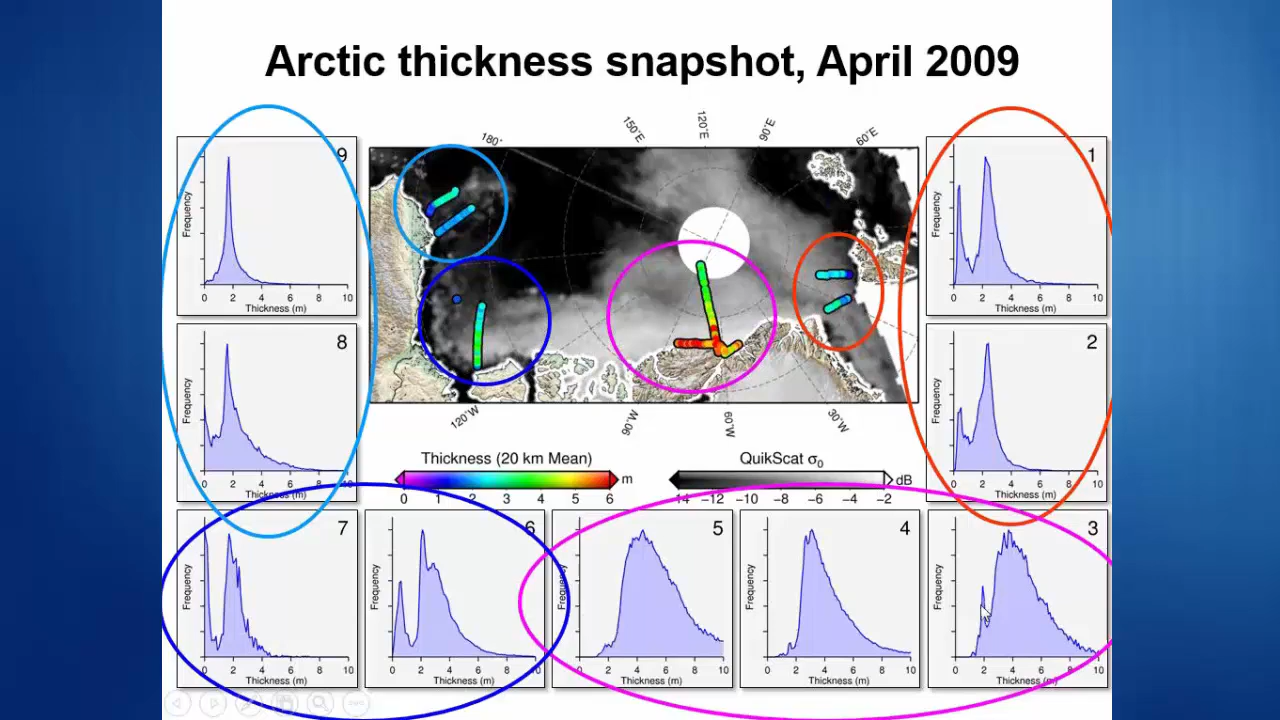 Arctic thickness snapshot, April 2009
180°
150°E
120°E
90°E
60°E
120°W
90°W
60°W
30°W
9
Frequency
0 2 4 6 8 10
Thickness (m)
1
Frequency
0 2 4 6 8 10
Thickness (m)
8
Frequency
0 2 4 6 8 10
Thickness (m)
2
Frequency
0 2 4 6 8 10
Thickness (m)
Thickness (20 km Mean)
m
0 1 2 3 4 5 6
QuikScat σ0
dB
−14 −12 −10 −8 −6 −4 −2
7
Frequency
0 2 4 6 8 10
Thickness (m)
6
Frequency
0 2 4 6 8 10
Thickness (m)
5
Frequency
0 2 4 6 8 10
Thickness (m)
4
Frequency
0 2 4 6 8 10
Thickness (m)
3
Frequency
0 2 4 6 8 10
Thickness (m)